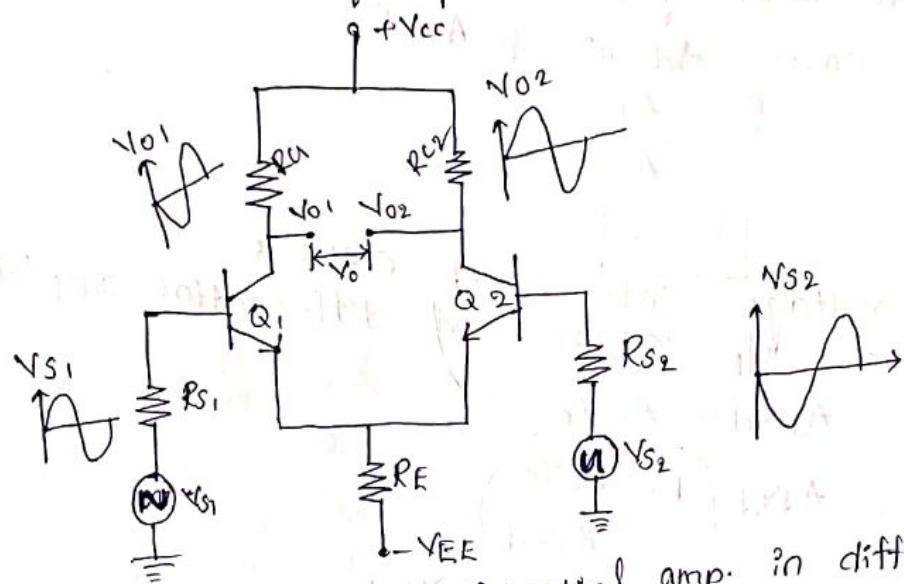 +Vcc
VO2
VO1
RC1
RC2
VO1
VO2
Vo
Q1
Q2
VS2
VS1
RS1
RS2
VS1
VS2
RE
-VEE
amp. in diff